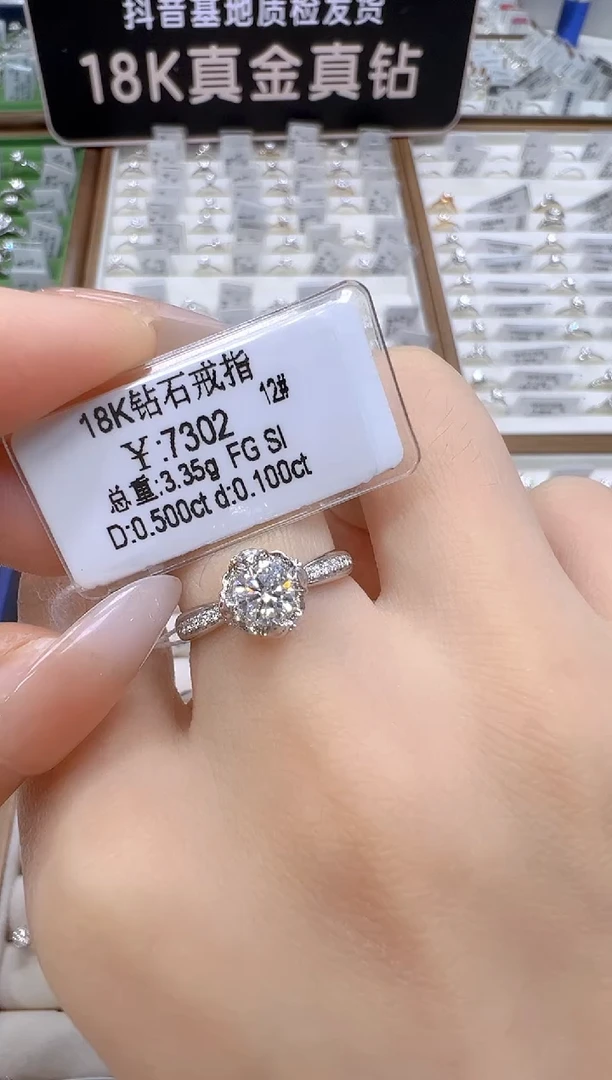 抖音基地质检发货
18K真金真钻
18K钻石戒指
12#
￥:7302
总重:3.35g FG SI
D:0.500ct d:0.100ct